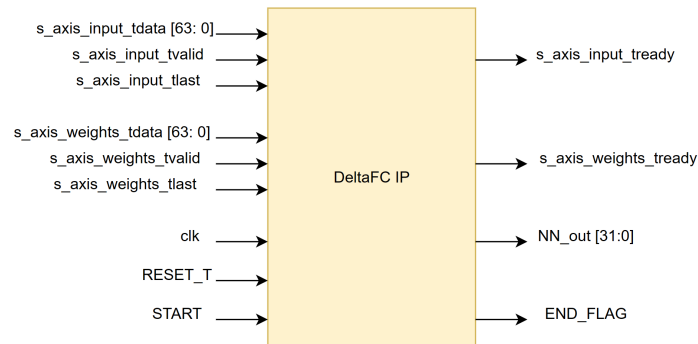 s_axis_input_tdata [63: 0]
s_axis_input_tvalid
s_axis_input_tlast
s_axis_weights_tdata [63: 0]
s_axis_weights_tvalid
s_axis_weights_tlast
clk
RESET_T
START
DeltaFC IP
s_axis_input_tready
s_axis_weights_tready
NN_out [31:0]
END_FLAG